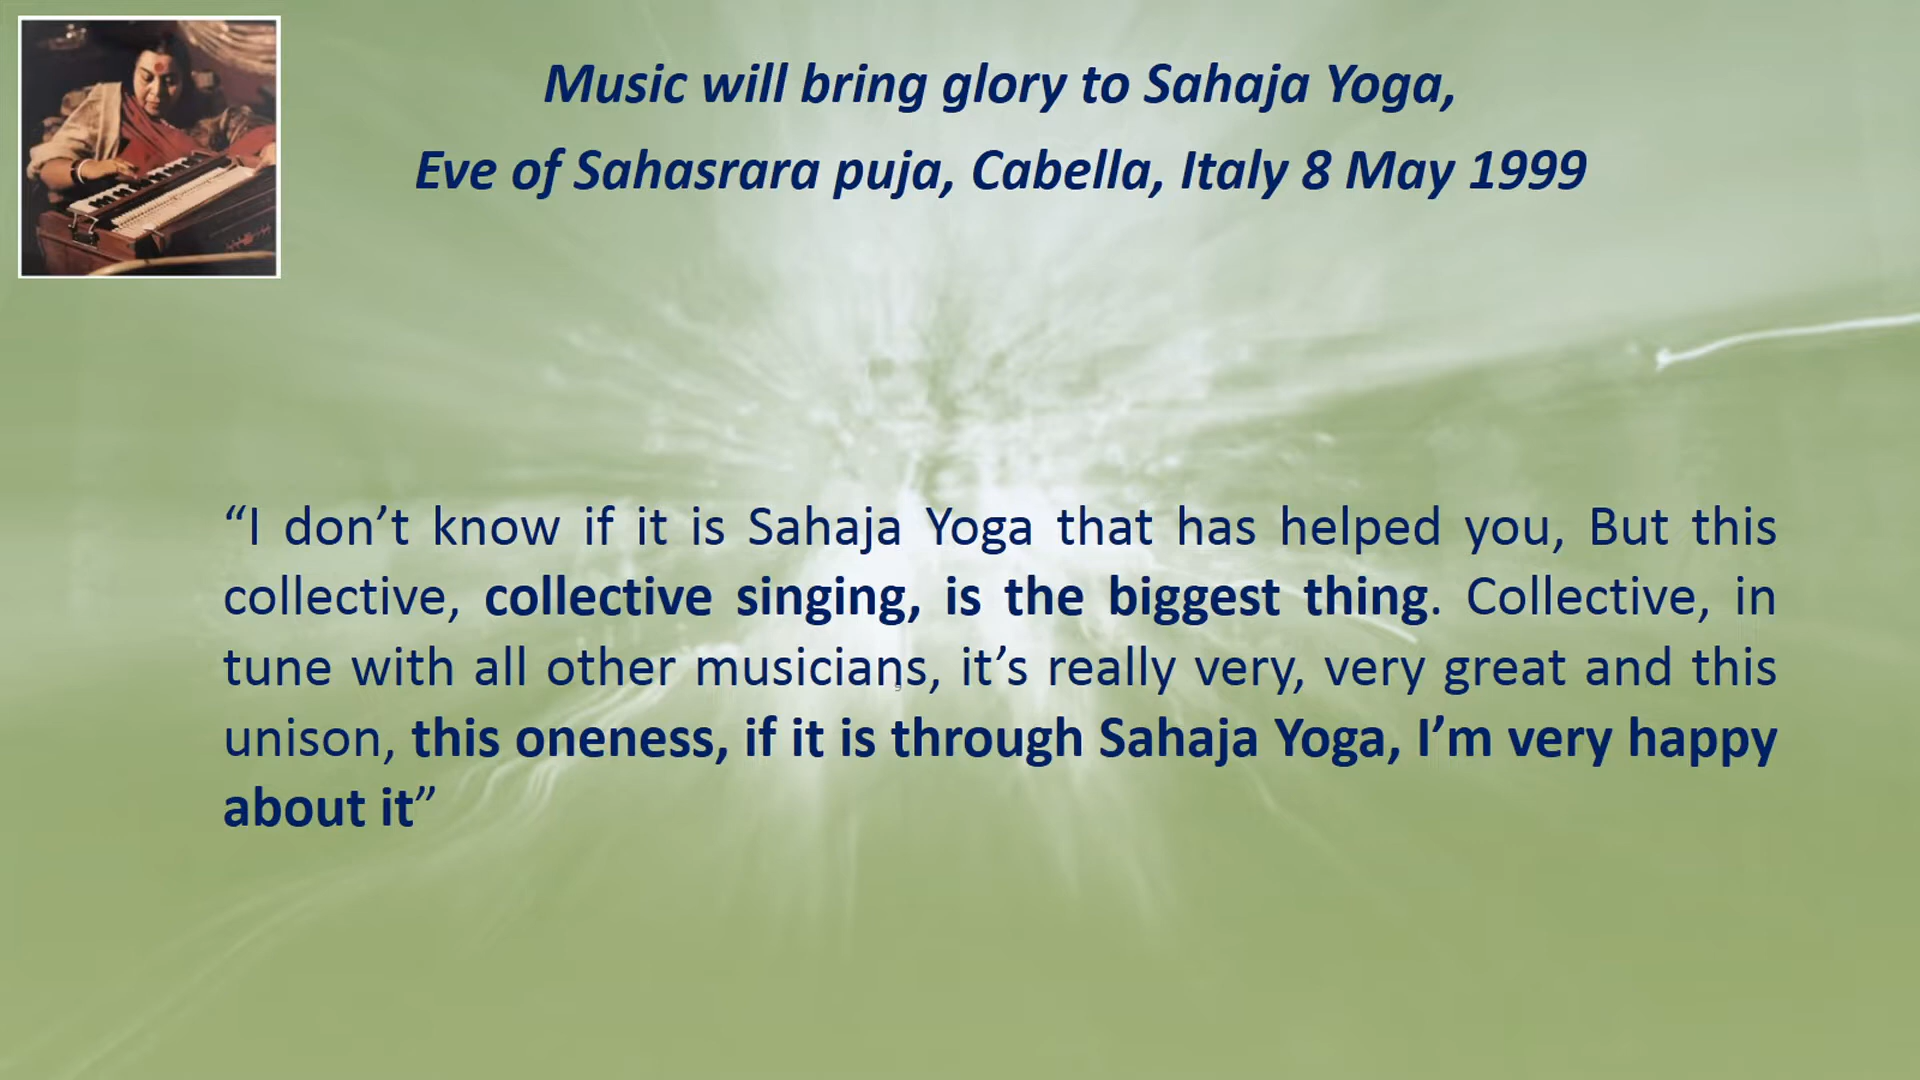 Music will bring glory to Sahaja Yoga,
Eve of Sahasrara puja, Cabella, Italy 8 May 1999
“I don’t know if it is Sahaja Yoga that has helped you, But this
collective, collective singing, is the biggest thing. Collective, in
tune with all other musicians, it’s really very, very great and this
unison, this oneness, if it is through Sahaja Yoga, I’m very happy
about it”